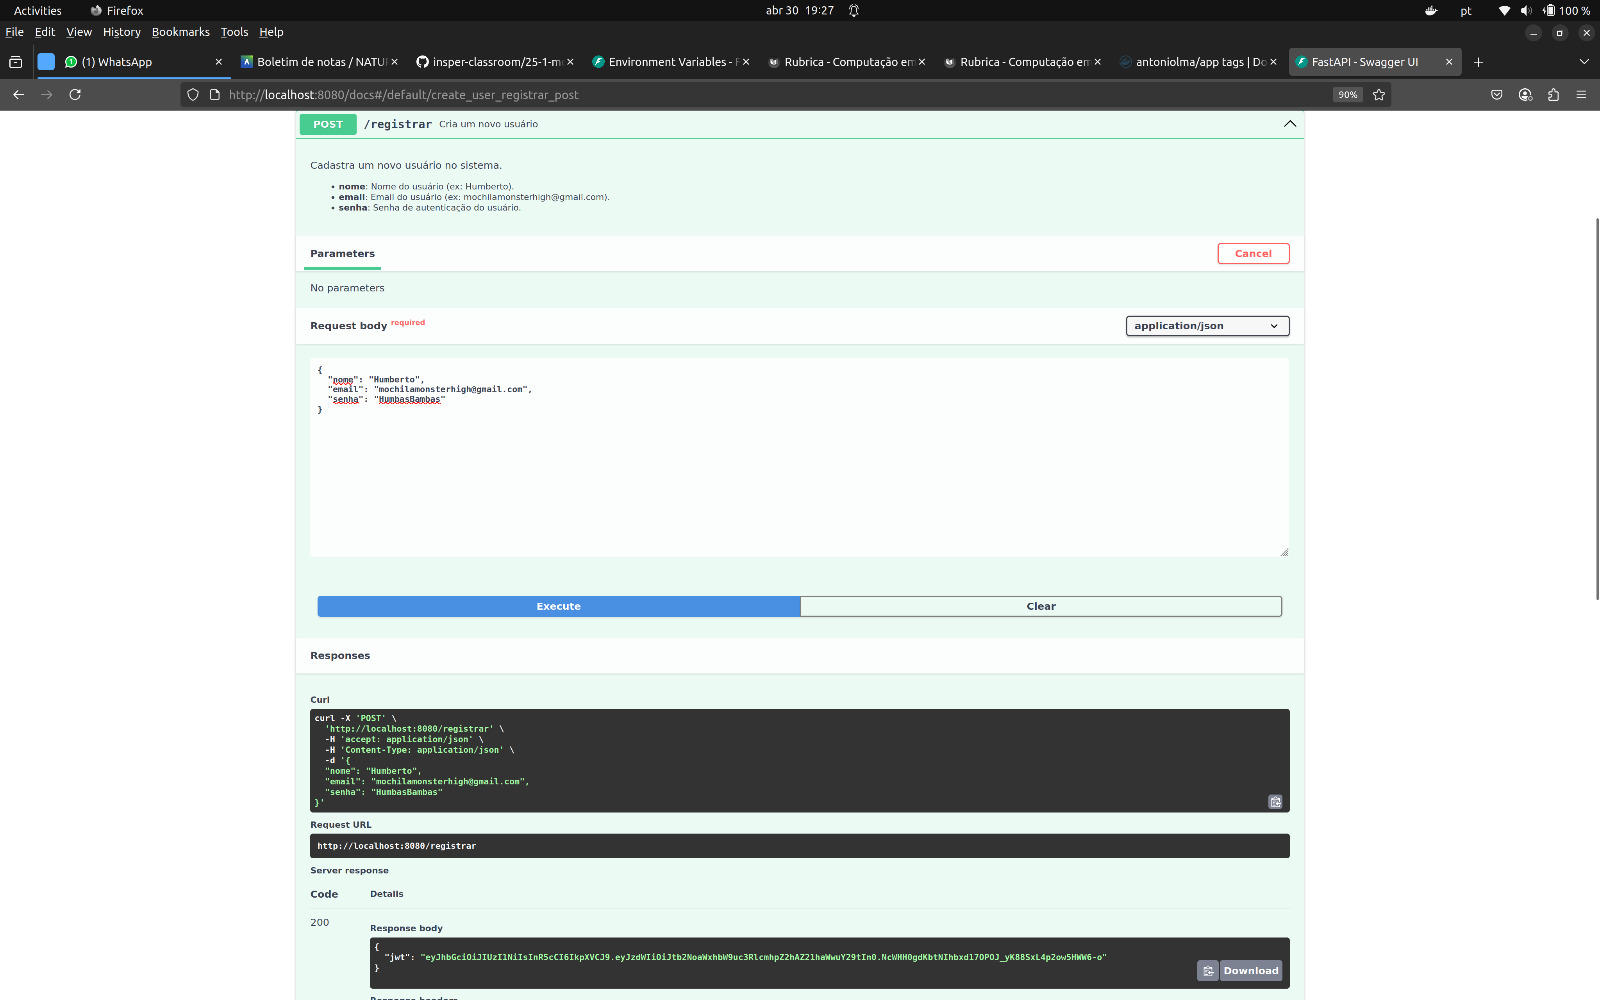 Activities
Firefox
abr 30 19:27
pt
100 %
File Edit View History Bookmarks Tools Help
(1) WhatsApp
Boletim de notas / NATUR
insper-classroom/25-1-m
Environment Variables - F
Rubrica - Computação em
Rubrica - Computação em
antoniolma/app tags | Do
FastAPI - Swagger UI
http://localhost:8080/docs#/default/create_user_registrar_post
90%
POST /registrar Cria um novo usuário
Cadastra um novo usuário no sistema.
• nome: Nome do usuário (ex: Humberto).
• email: Email do usuário (ex: mochilamonsterhigh@gmail.com).
• senha: Senha de autenticação do usuário.
Parameters
Cancel
No parameters
Request body required
application/json
{
"nome": "Humberto",
"email": "mochilamonsterhigh@gmail.com",
"senha": "HumbasBambas"
}
Execute
Clear
Responses
Curl
curl -X 'POST' \
'http://localhost:8080/registrar' \
-H 'accept: application/json' \
-H 'Content-Type: application/json' \
-d '{
"nome": "Humberto",
"email": "mochilamonsterhigh@gmail.com",
"senha": "HumbasBambas"
}'
Request URL
http://localhost:8080/registrar
Server response
Code Details
200
Response body
{
"jwt":
}
Download
Response headers